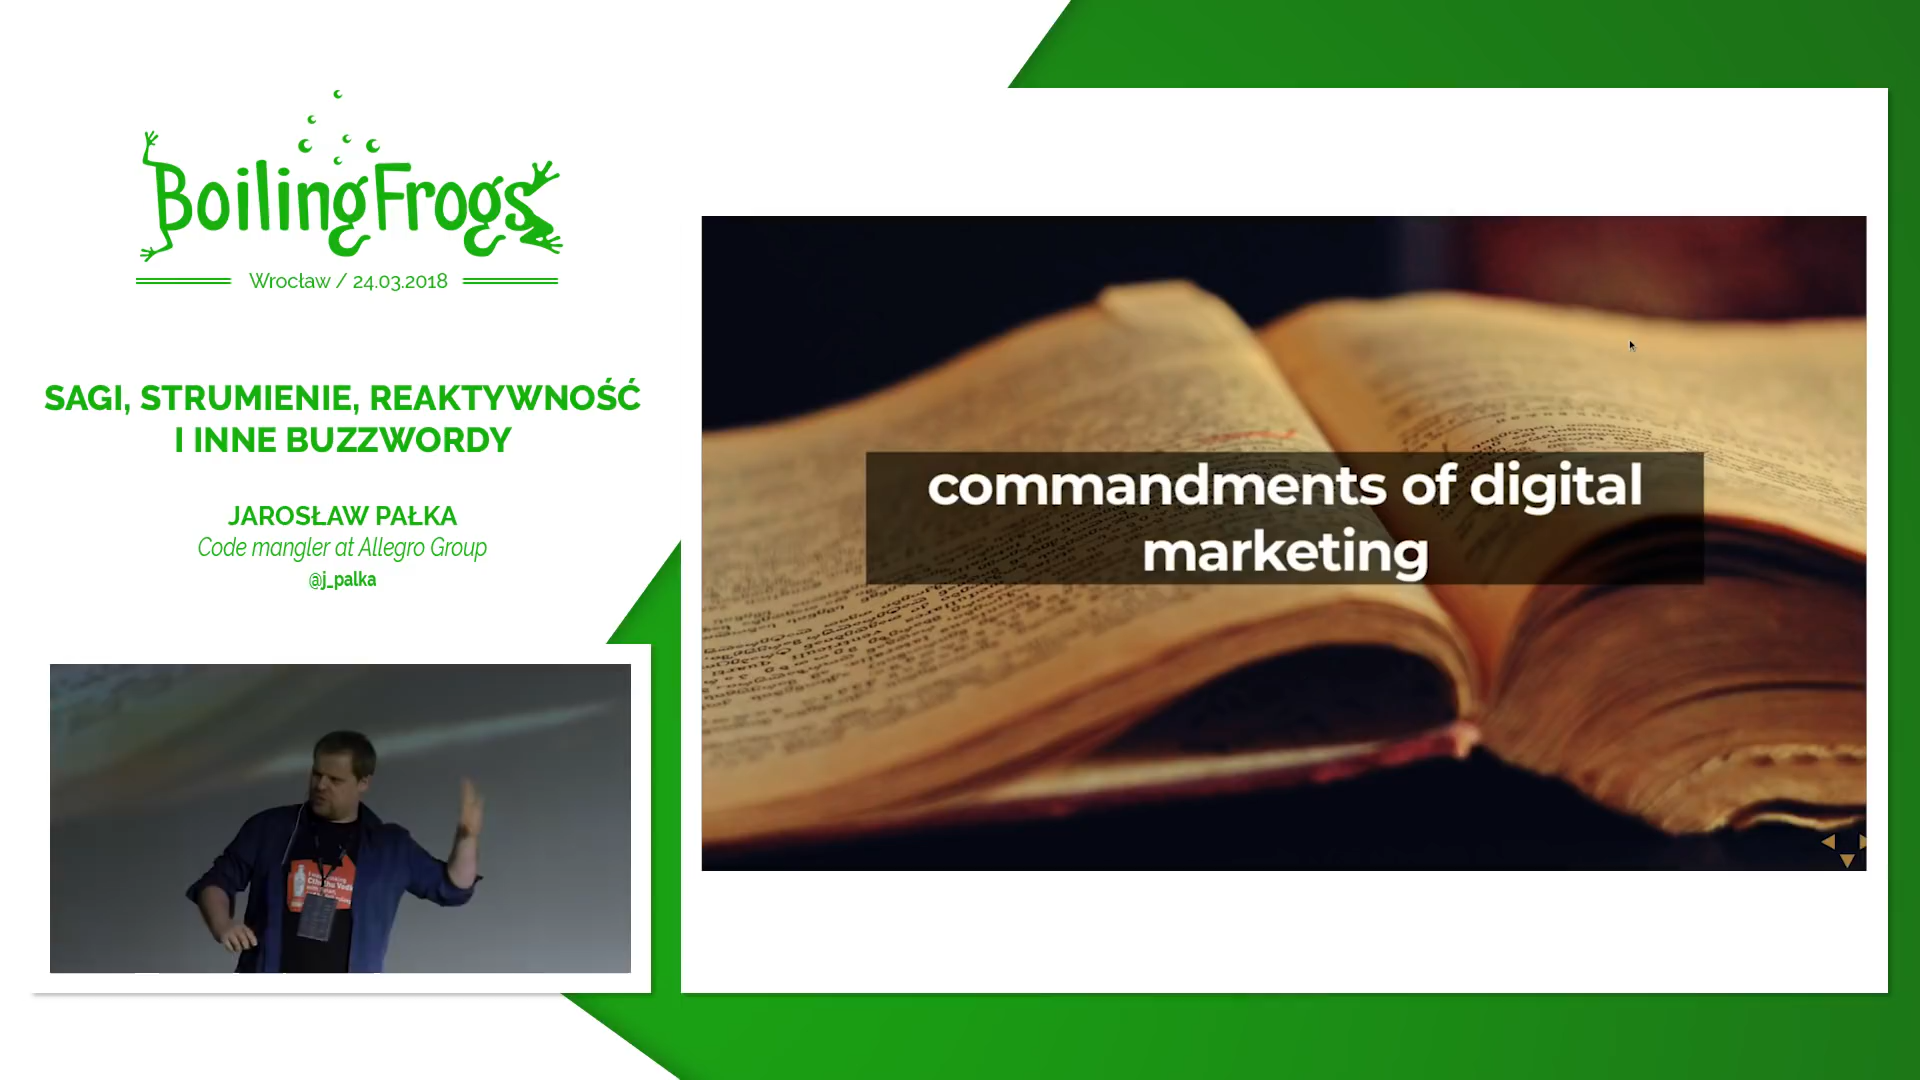 BoilingFrogs
Wrocław / 24.03.2018
SAGI, STRUMIENIE, REAKTYWNOŚĆ
I INNE BUZZWORDY
JAROSŁAW PAŁKA
Code mangler at Allegro Group
@j_palka
commandments of digital
marketing